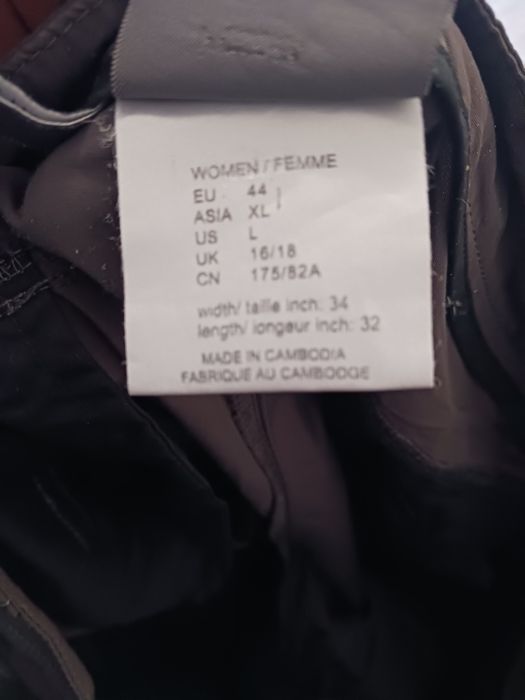 WOMEN / FEMME
EU 44
ASIA XL
US L
UK 16/18
CN 175/82A
width/ taille inch: 34
length/ longeur inch: 32
MADE IN CAMBODIA
FABRIQUE AU CAMBODGE